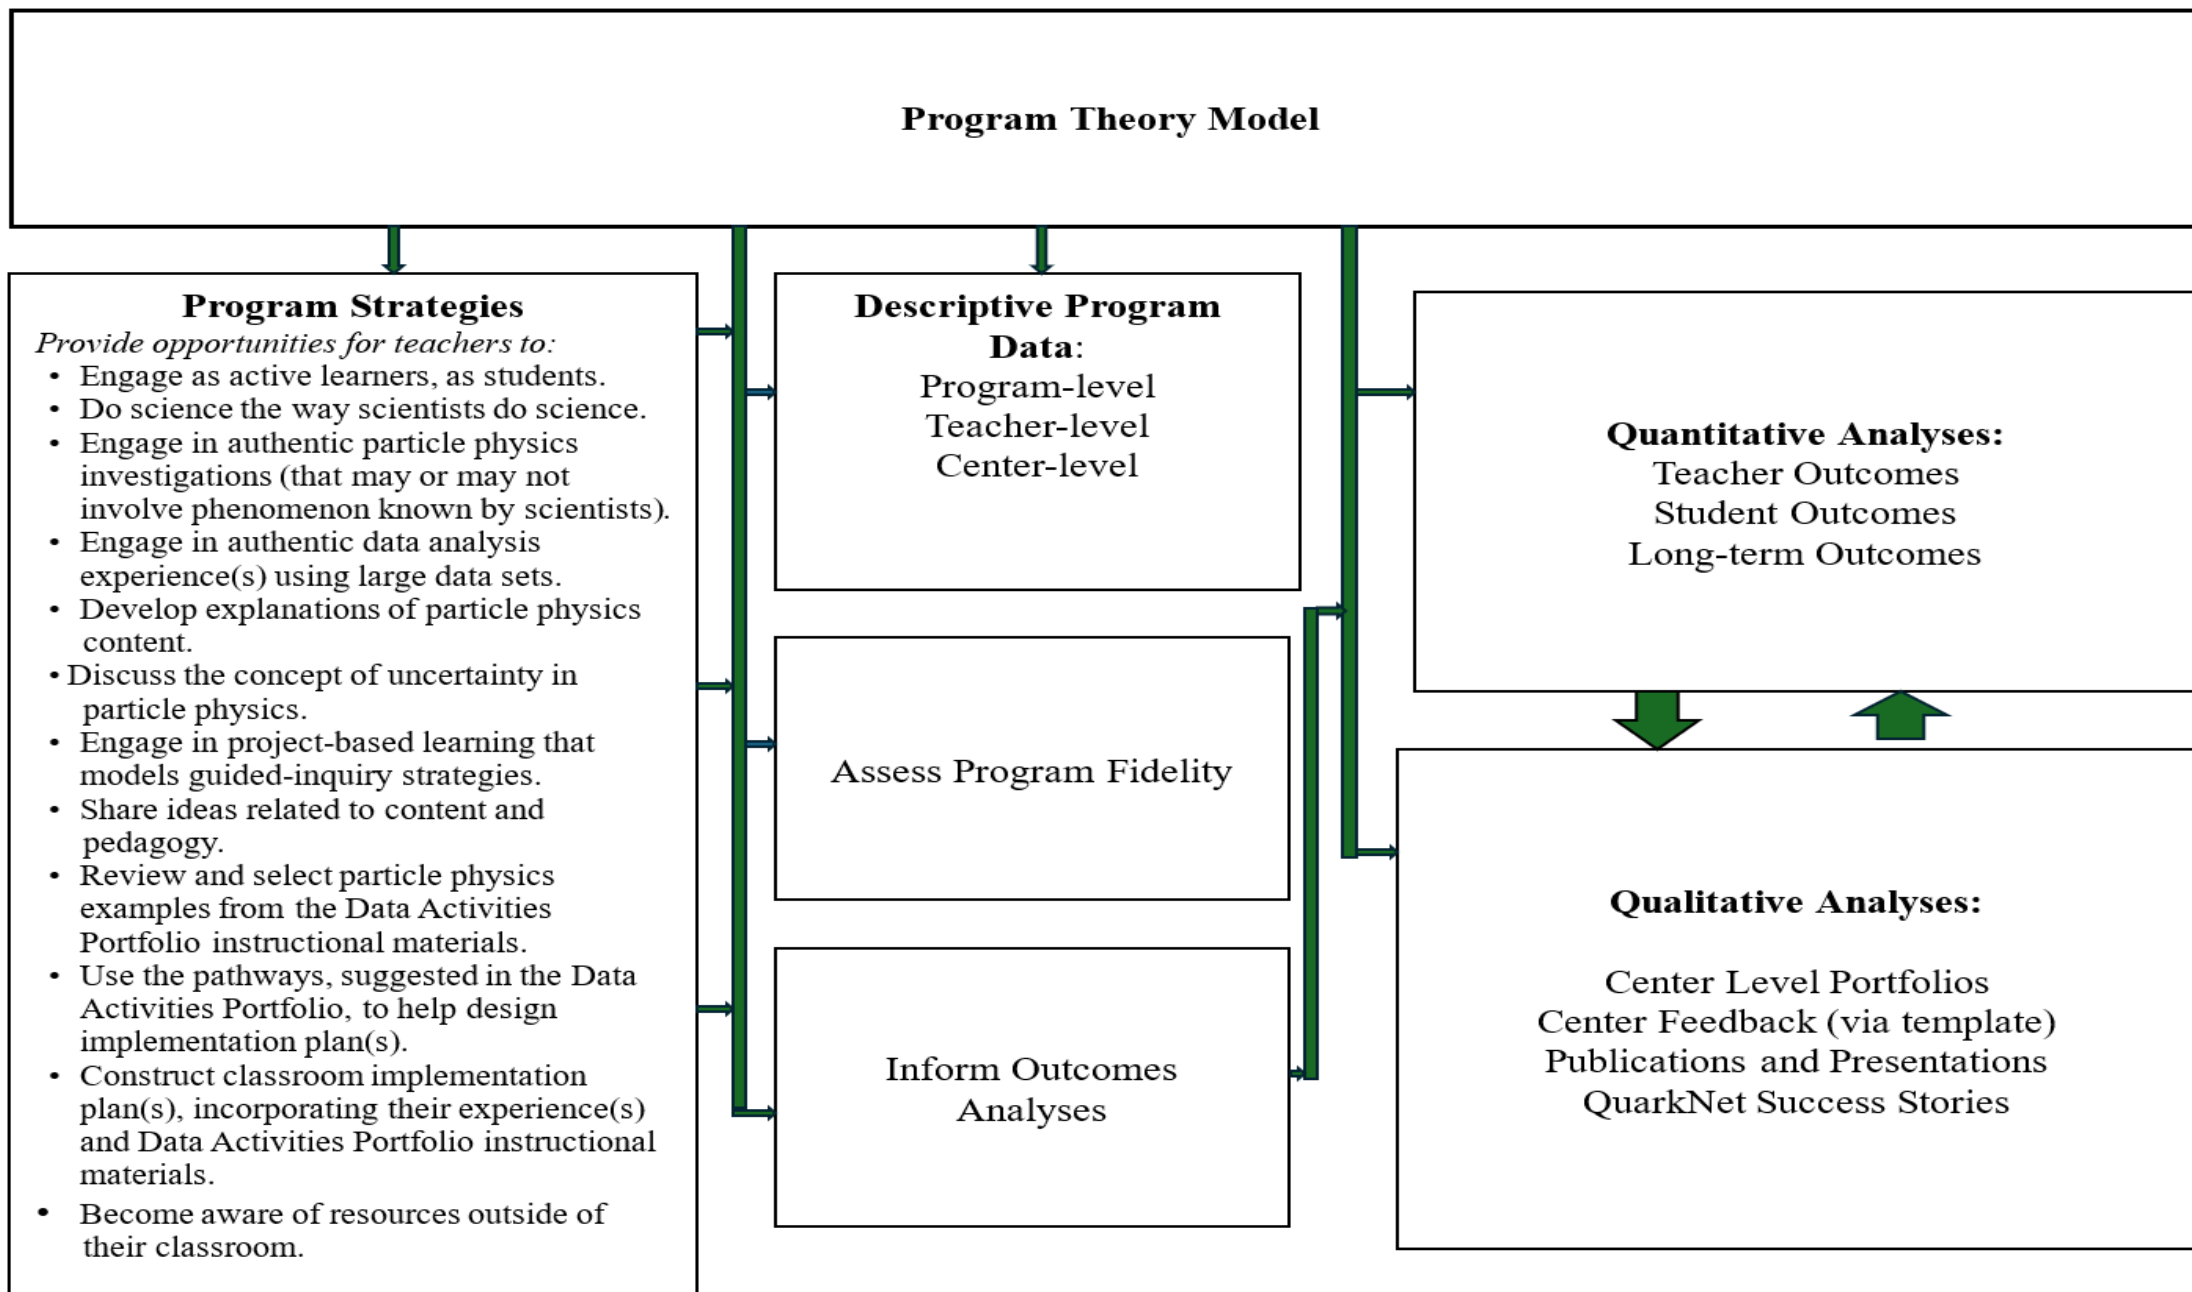 Program Theory Model
Program Strategies
Provide opportunities for teachers to:
• Engage as active learners, as students.
• Do science the way scientists do science.
• Engage in authentic particle physics
investigations (that may or may not
involve phenomenon known by scientists).
• Engage in authentic data analysis
experience(s) using large data sets.
• Develop explanations of particle physics
content.
• Discuss the concept of uncertainty in
particle physics.
• Engage in project-based learning that
models guided-inquiry strategies.
• Share ideas related to content and
pedagogy.
• Review and select particle physics
examples from the Data Activities
Portfolio instructional materials.
• Use the pathways, suggested in the Data
Activities Portfolio, to help design
implementation plan(s).
• Construct classroom implementation
plan(s), incorporating their experience(s)
and Data Activities Portfolio instructional
materials.
• Become aware of resources outside of
their classroom.
Descriptive Program
Data:
Program-level
Teacher-level
Center-level
Assess Program Fidelity
Inform Outcomes
Analyses
Quantitative Analyses:
Teacher Outcomes
Student Outcomes
Long-term Outcomes
Qualitative Analyses:
Center Level Portfolios
Center Feedback (via template)
Publications and Presentations
QuarkNet Success Stories